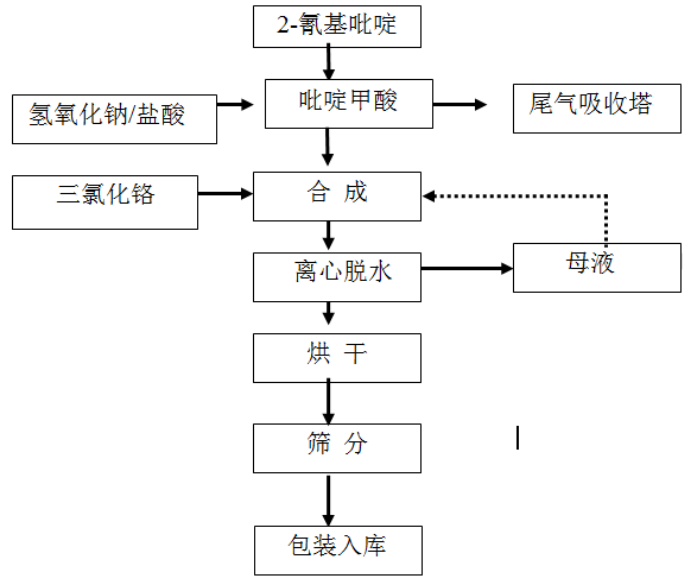 2-氰基吡啶
氢氧化钠/盐酸
吡啶甲酸
尾气吸收塔
三氯化铬
合 成
离心脱水
母液
烘 干
筛 分
包装入库